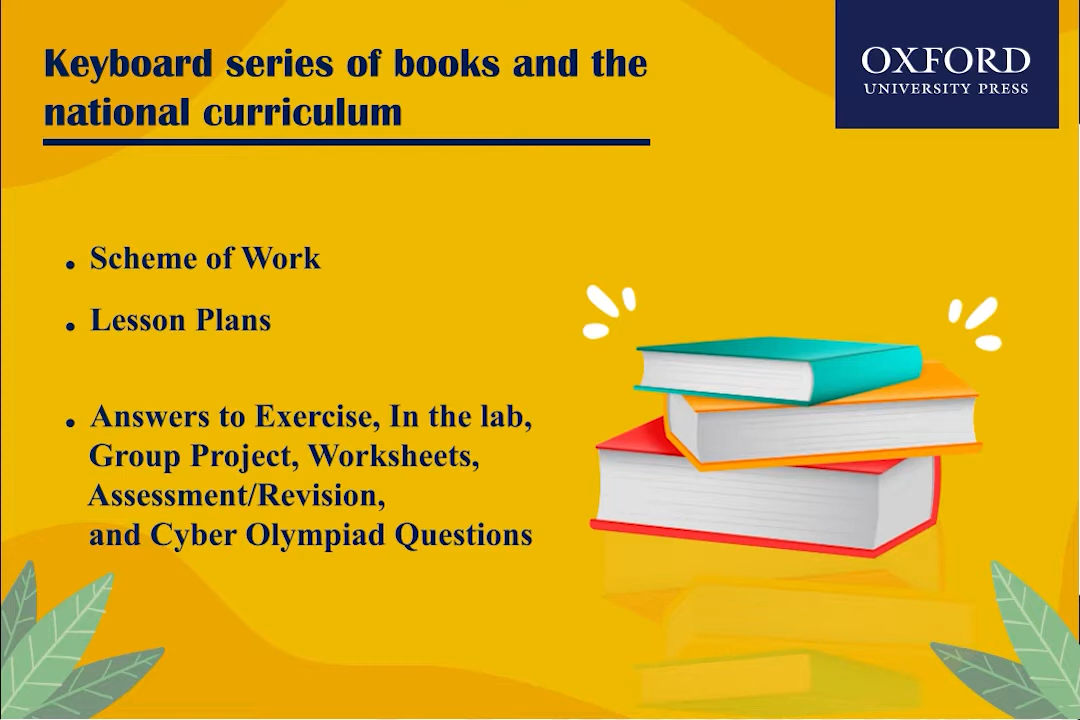 Keyboard series of books and the
national curriculum
OXFORD
UNIVERSITY PRESS
. Scheme of Work
. Lesson Plans
. Answers to Exercise, In the lab,
Group Project, Worksheets,
Assessment/Revision,
and Cyber Olympiad Questions